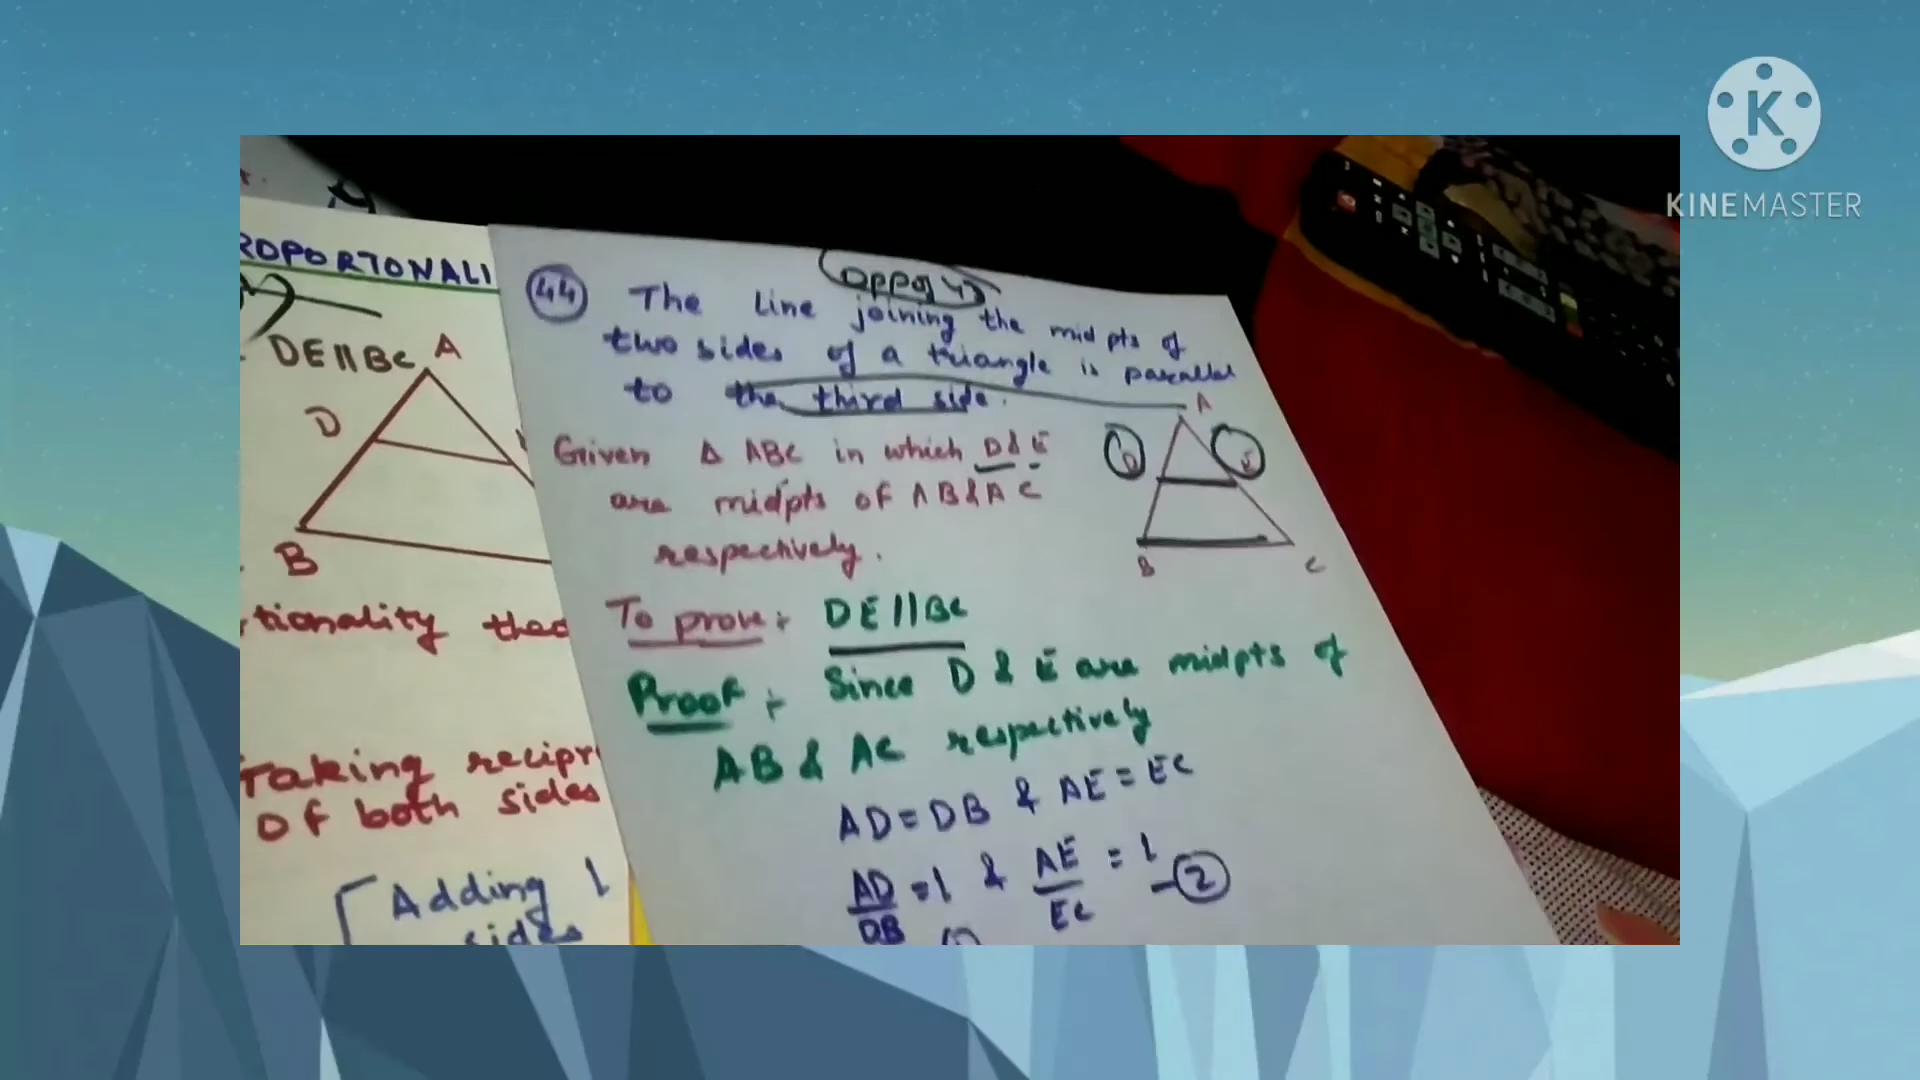 KINEMASTER
K
ROPORTONALI
DE||BC
A
D
B
tionality theo
Taking recipr
Of both sides
Adding 1
sides
44
The Line joining the mid pts of
two sides of a triangle is parallel
to the third side.
Given Δ ABC in which D & E
are midpts of AB & AC
respectively.
A
D
E
B
C
To prove :- DE||BC
Proof :- Since D & E are midpts of
AB & AC respectively
AD = DB & AE = EC
AD/DB = 1 & AE/EC = 1 - 2